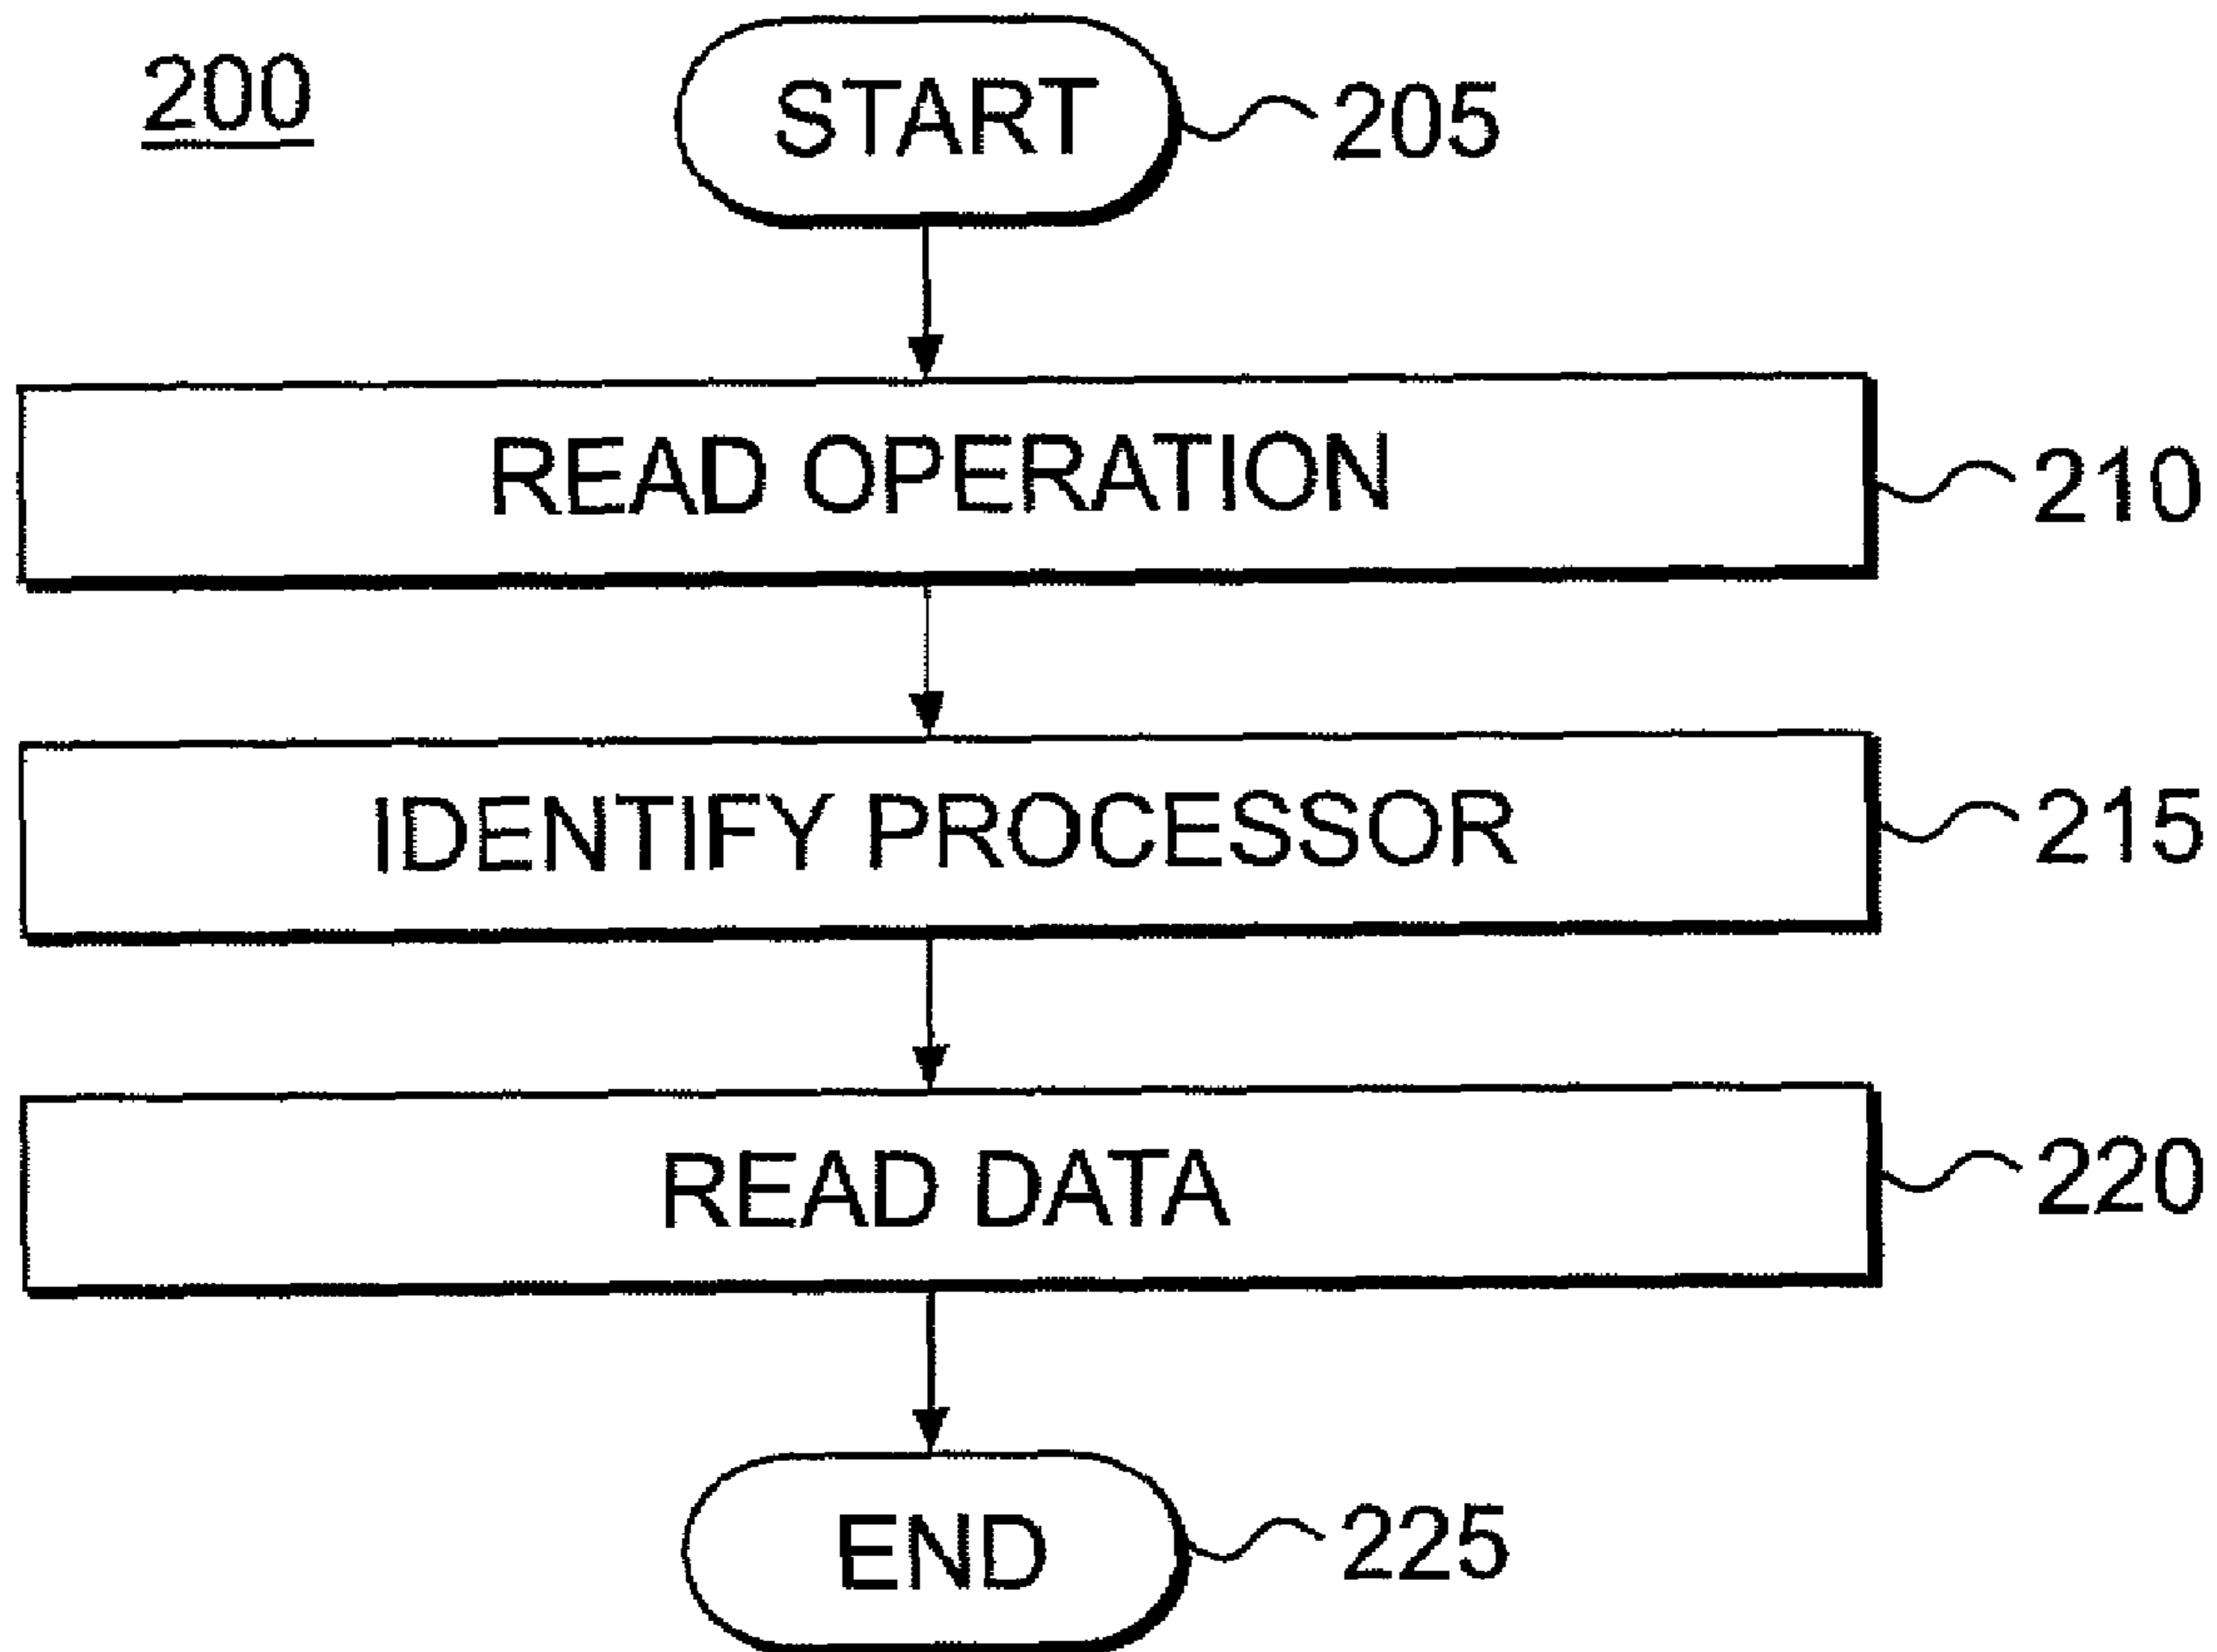 200
START 205
READ OPERATION 210
IDENTIFY PROCESSOR 215
READ DATA 220
END 225